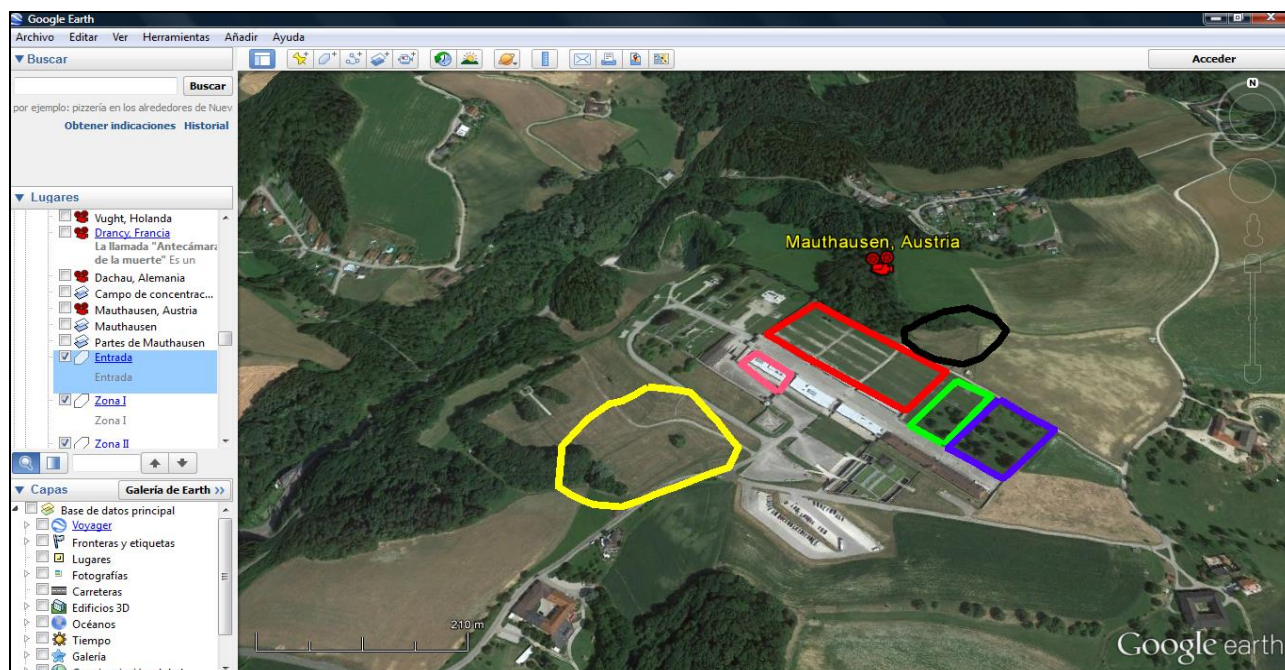 Google Earth
Archivo Editar Ver Herramientas Añadir Ayuda
Buscar
Acceder
Buscar
por ejemplo: pizzería en los alrededores de Nuev
Obtener indicaciones Historial
Lugares
Vught, Holanda
Drancy, Francia
La llamada "Antecámara
de la muerte" Es un
Dachau, Alemania
Campo de concentrac...
Mauthausen, Austria
Mauthausen
Partes de Mauthausen
Entrada
Entrada
Zona I
Zona I
Zona II
Capas
Galería de Earth >>
Base de datos principal
Voyager
Fronteras y etiquetas
Lugares
Fotografías
Carreteras
Edificios 3D
Océanos
Tiempo
Galería
N
Mauthausen, Austria
210 m
Google earth